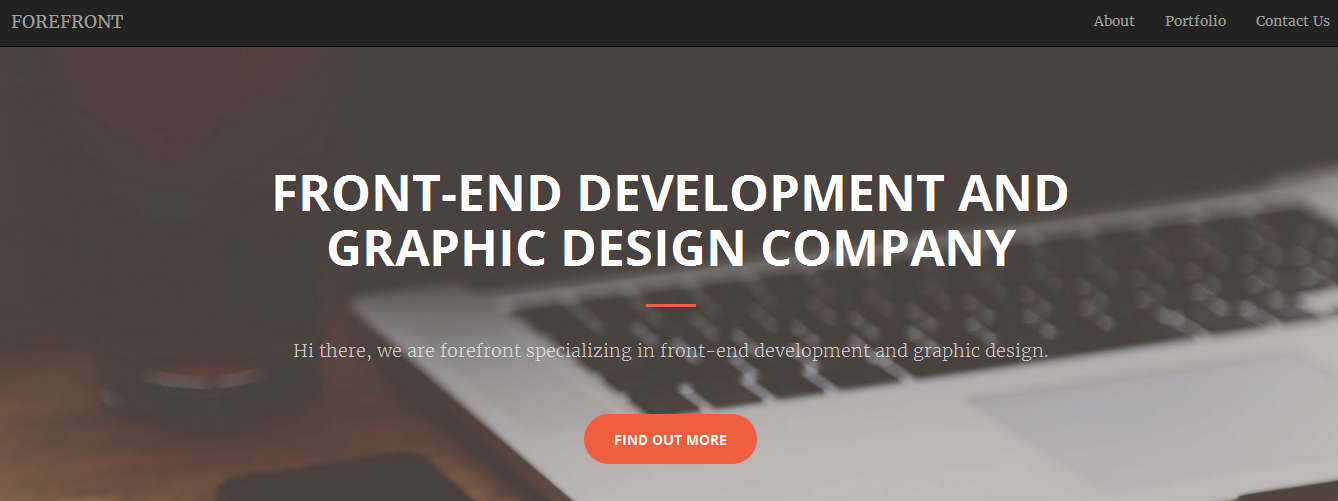 FOREFRONT
About Portfolio Contact Us
FRONT-END DEVELOPMENT AND
GRAPHIC DESIGN COMPANY
Hi there, we are forefront specializing in front-end development and graphic design.
FIND OUT MORE